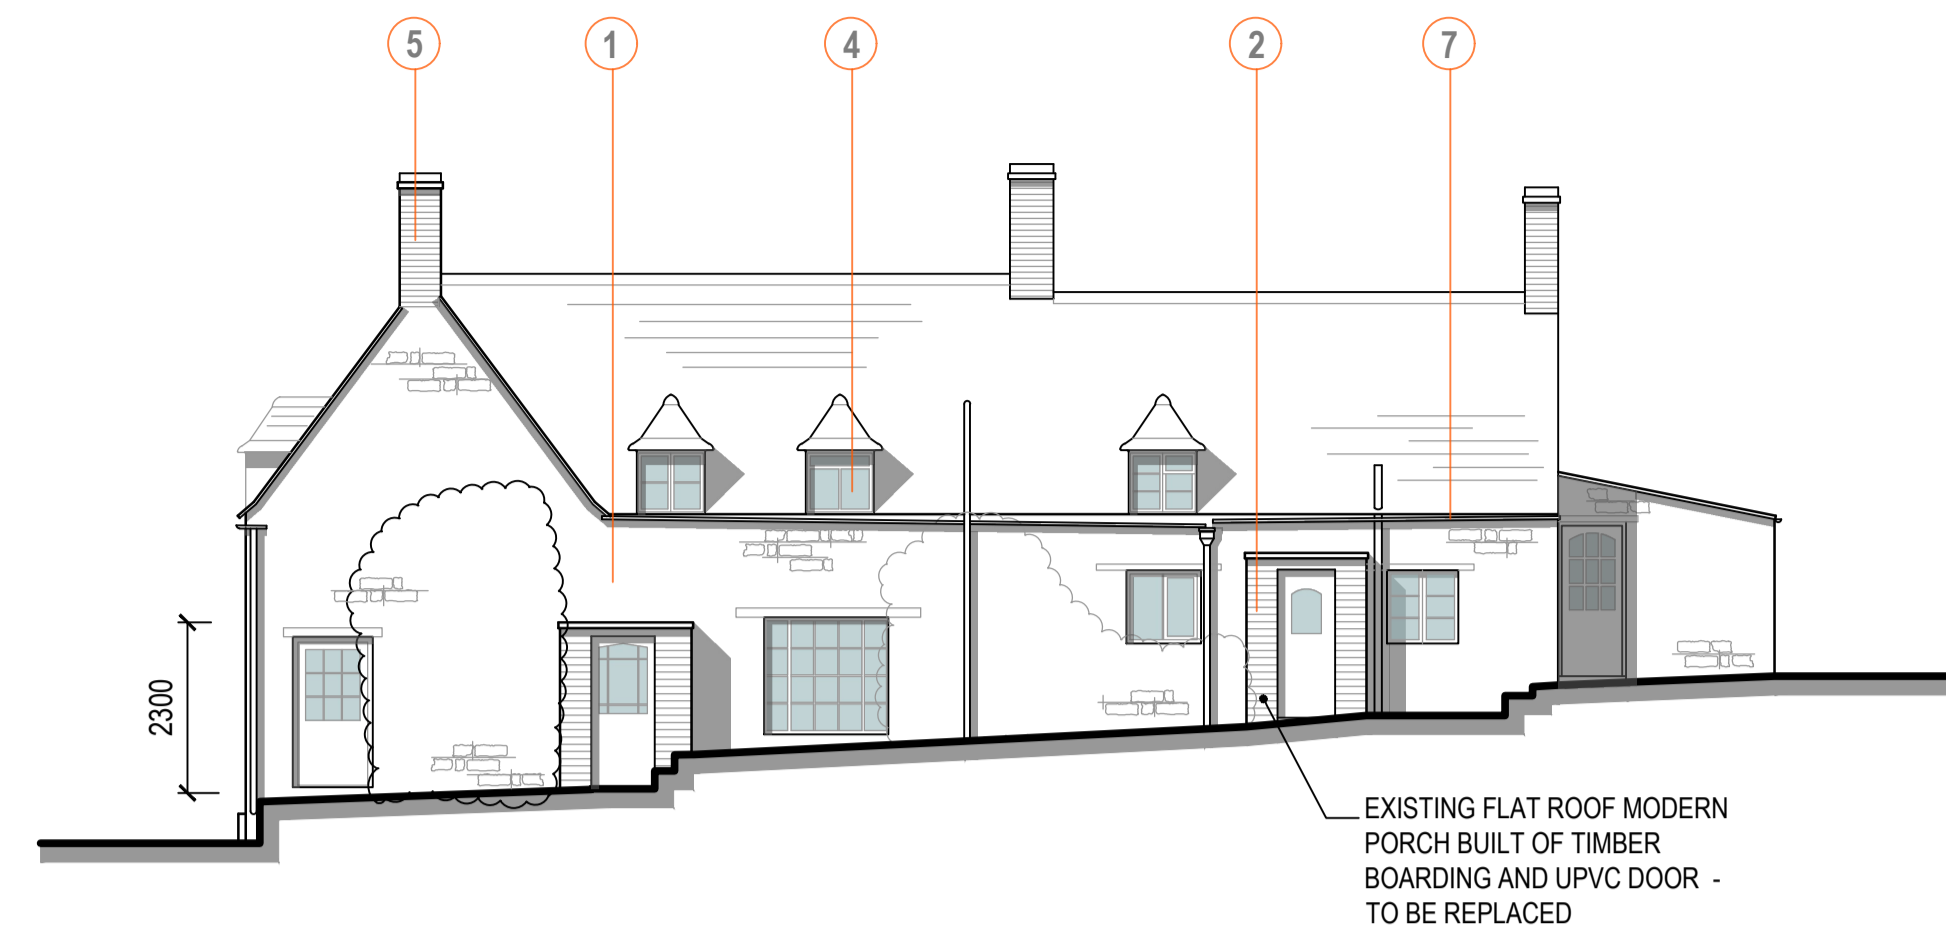 5
1
4
2
7
2300
EXISTING FLAT ROOF MODERN
PORCH BUILT OF TIMBER
BOARDING AND UPVC DOOR -
TO BE REPLACED